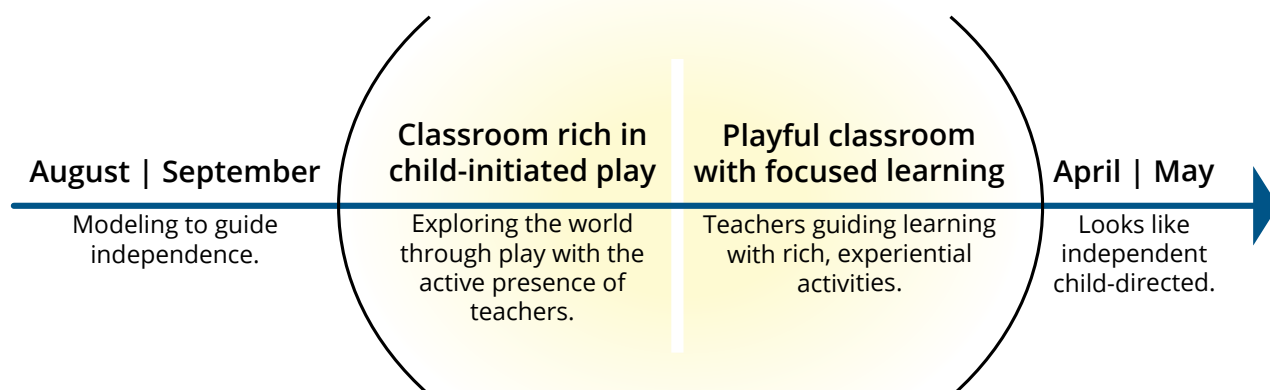 August | September
Modeling to guide
independence.
Classroom rich in
child-initiated play
Exploring the world
through play with the
active presence of
teachers.
Playful classroom
with focused learning
Teachers guiding learning
with rich, experiential
activities.
April | May
Looks like
independent
child-directed.